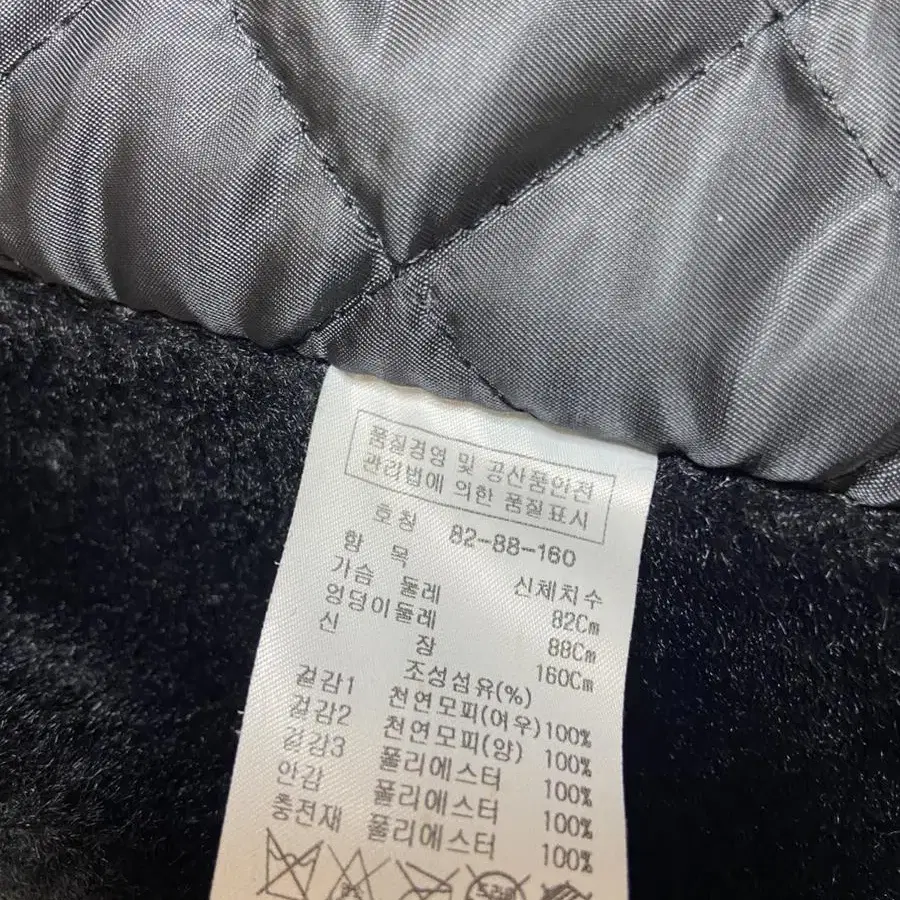 품질경영 및 공산품안전
관리법에 의한 품질표시
호칭 82-88-160
항 목 신체치수
가슴 둘레 82Cm
엉덩이둘레 88Cm
신 장 160Cm
조성섬유(%)
겉감1 천연모피(여우)100%
겉감2 천연모피(양) 100%
겉감3 폴리에스터 100%
안감 폴리에스터 100%
충전재 폴리에스터 100%
드라이